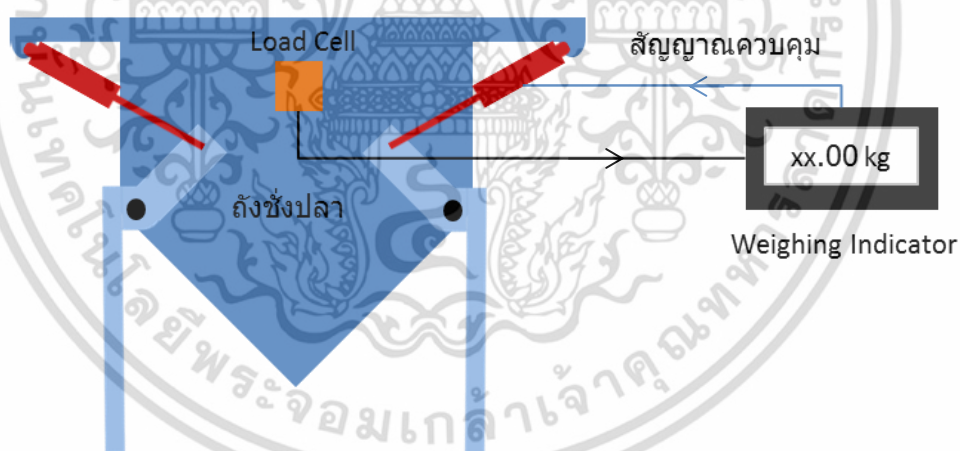 Load Cell
สัญญาณควบคุม
xx.00 kg
ถังชั่งปลา
Weighing Indicator